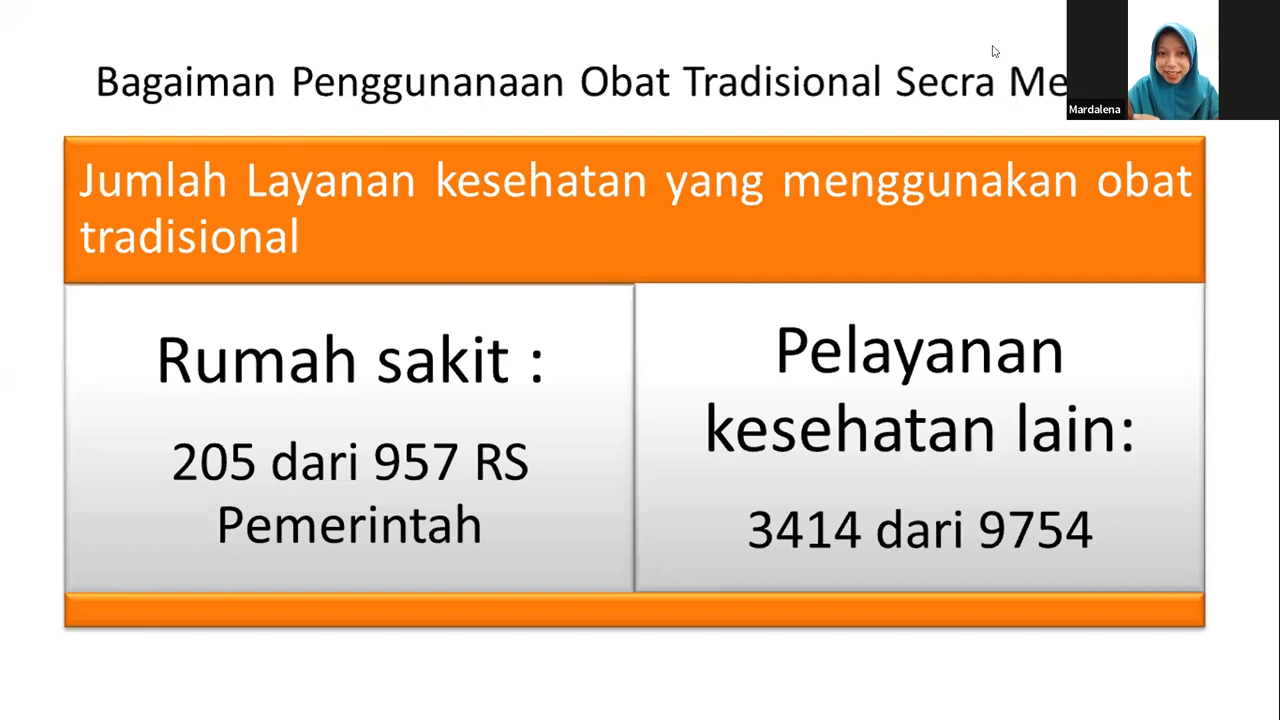 Bagaiman Penggunanaan Obat Tradisional Secra Me
Mardalena
Jumlah Layanan kesehatan yang menggunakan obat
tradisional
Rumah sakit :
205 dari 957 RS
Pemerintah
Pelayanan
kesehatan lain:
3414 dari 9754